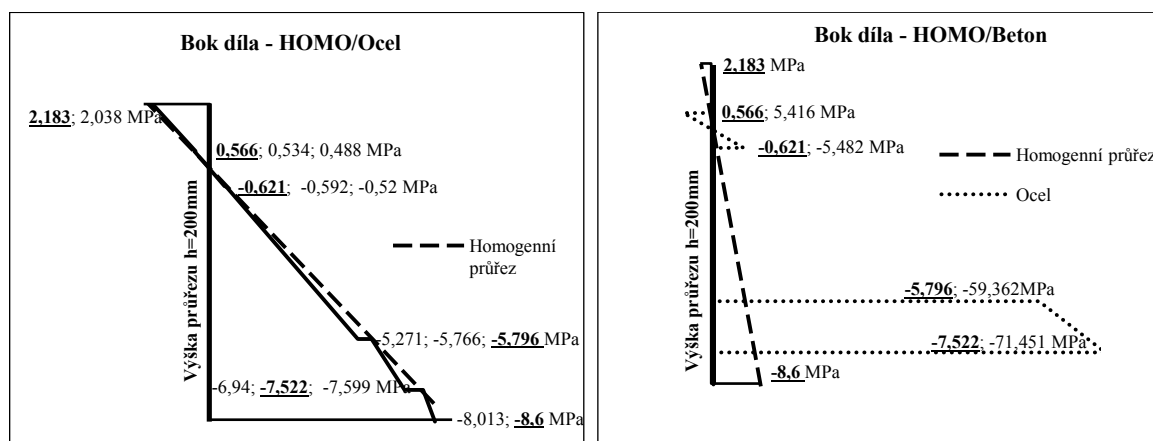 Bok díla - HOMO/Ocel
2,183; 2,038 MPa
0,566; 0,534; 0,488 MPa
-0,621; -0,592; -0,52 MPa
Výška průřezu h=200mm
Homogenní
průřez
-5,271; -5,766; -5,796 MPa
-6,94; -7,522; -7,599 MPa
-8,013; -8,6 MPa
Bok díla - HOMO/Beton
2,183 MPa
0,566; 5,416 MPa
-0,621; -5,482 MPa
Homogenní průřez
Ocel
Výška průřezu h=200mm
-5,796; -59,362MPa
-7,522; -71,451 MPa
-8,6 MPa